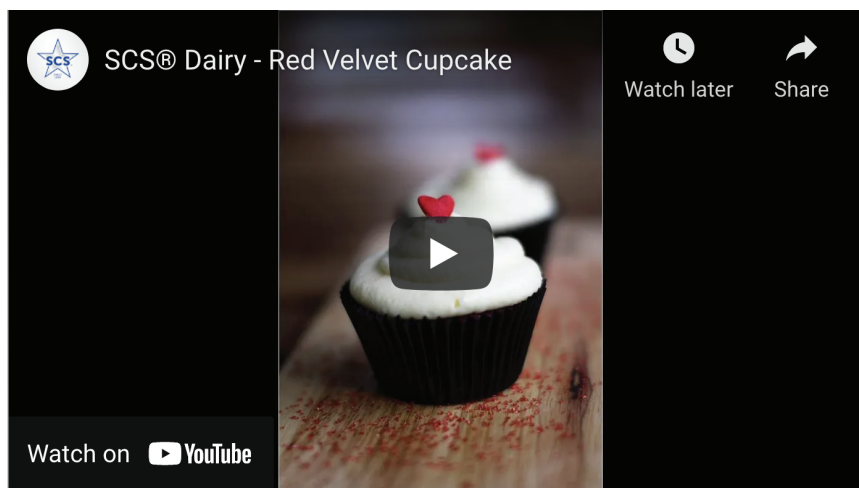 SCS
SCS® Dairy - Red Velvet Cupcake
Watch later
Share
Watch on YouTube